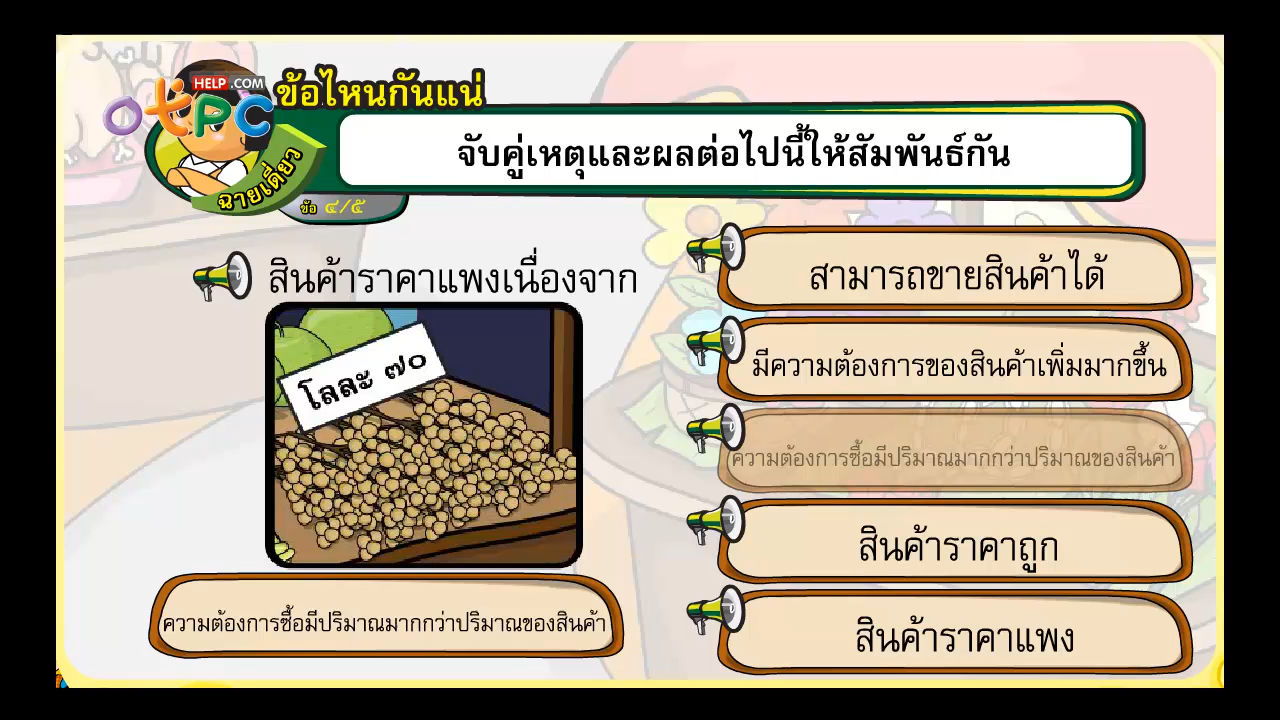 HELP.COM
OTPC
ข้อไหนกันแน่
ฉายเดี่ยว
จับคู่เหตุและผลต่อไปนี้ให้สัมพันธ์กัน
ข้อ ๔/๕
สินค้าราคาแพงเนื่องจาก
โลละ ๗๐
ความต้องการซื้อมีปริมาณมากกว่าปริมาณของสินค้า
สามารถขายสินค้าได้
มีความต้องการของสินค้าเพิ่มมากขึ้น
ความต้องการซื้อมีปริมาณมากกว่าปริมาณของสินค้า
สินค้าราคาถูก
สินค้าราคาแพง